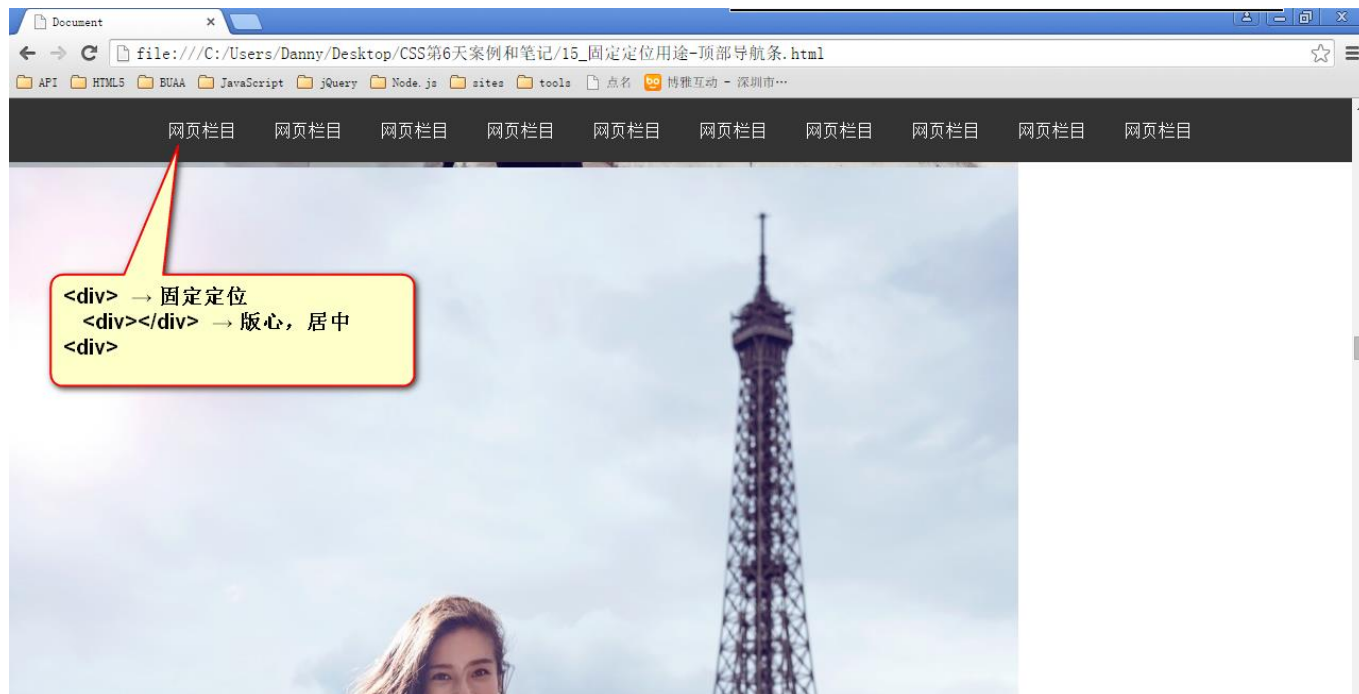 Document
file:///C:/Users/Danny/Desktop/CSS第6天案例和笔记/15_固定定位用途-顶部导航条.html
API HTML5 BUAA JavaScript jQuery Node.js sites tools 点名 博雅互动 - 深圳市…
网页栏目 网页栏目 网页栏目 网页栏目 网页栏目 网页栏目 网页栏目 网页栏目 网页栏目 网页栏目
<div> → 固定定位
<div></div> → 版心，居中
<div>